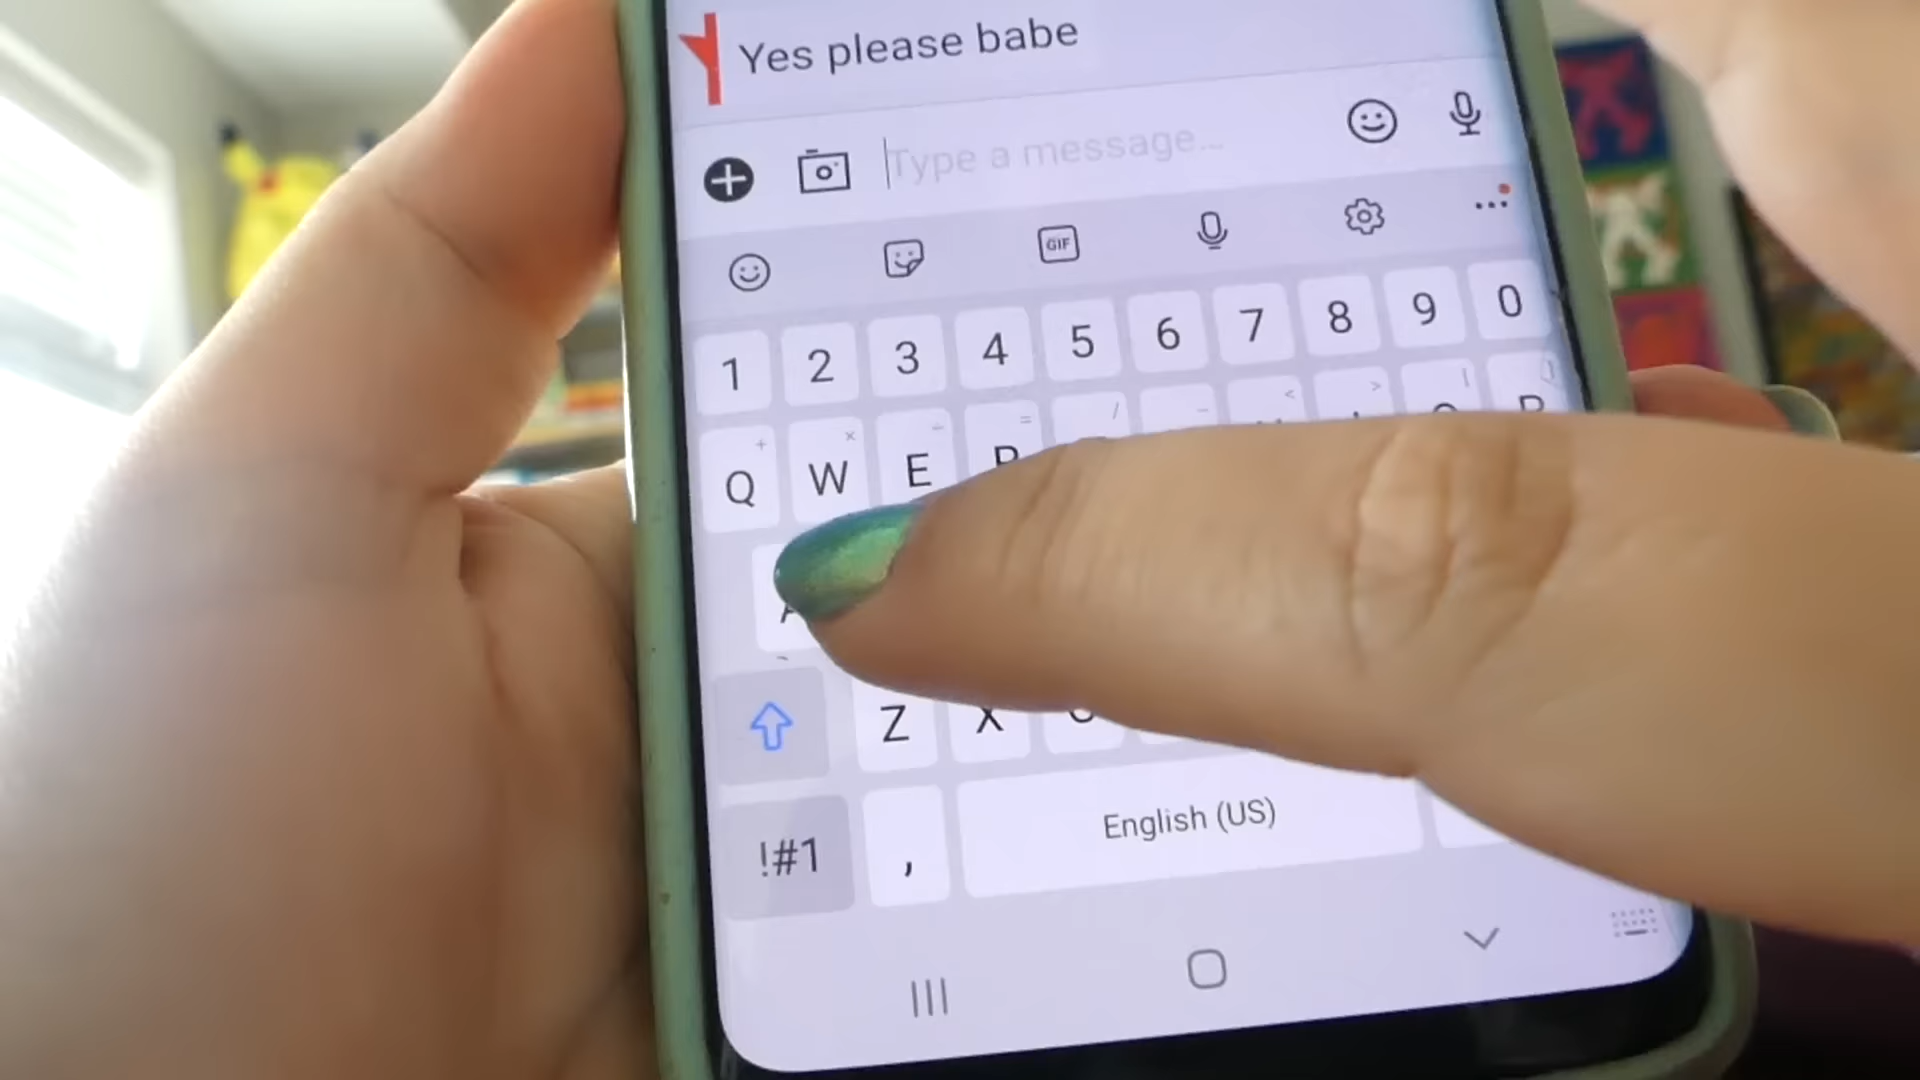 Yes please babe
Type a message...
GIF
1 2 3 4 5 6 7 8 9 0
+ × ÷ = / _ < >
Q W E R
A
Z X C
!#1 , English (US)